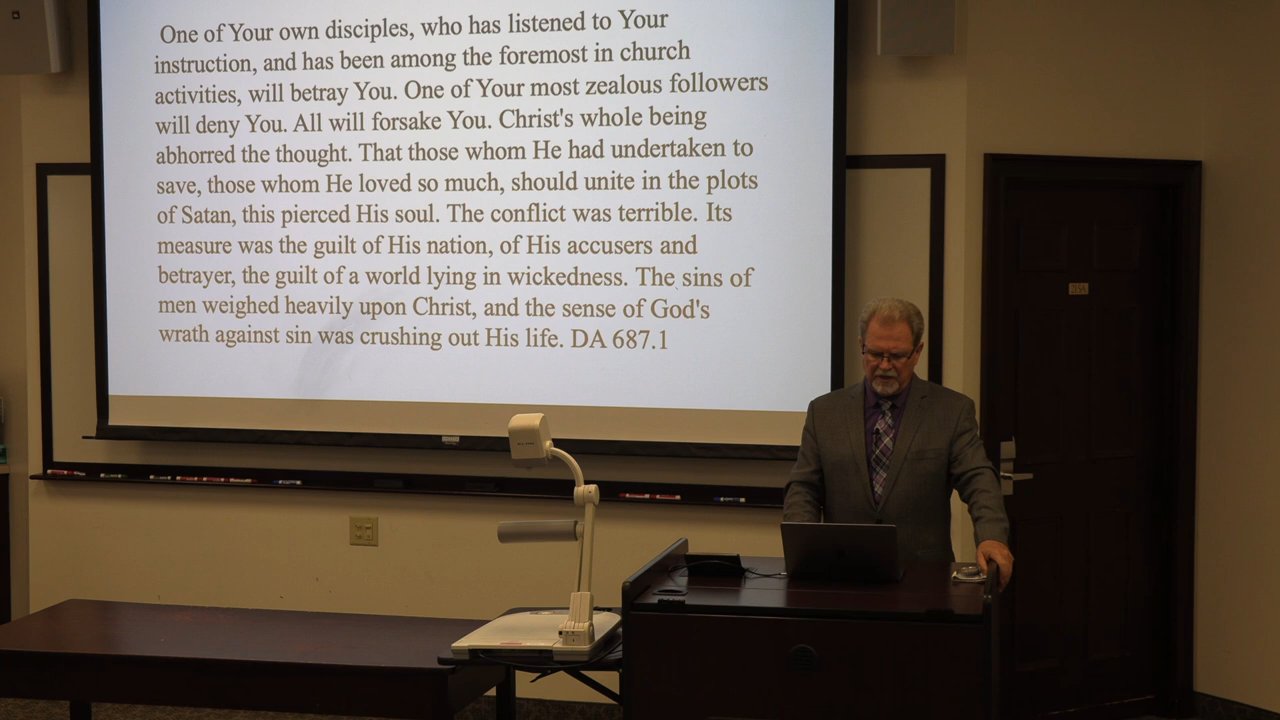 One of Your own disciples, who has listened to Your
instruction, and has been among the foremost in church
activities, will betray You. One of Your most zealous followers
will deny You. All will forsake You. Christ's whole being
abhorred the thought. That those whom He had undertaken to
save, those whom He loved so much, should unite in the plots
of Satan, this pierced His soul. The conflict was terrible. Its
measure was the guilt of His nation, of His accusers and
betrayer, the guilt of a world lying in wickedness. The sins of
men weighed heavily upon Christ, and the sense of God's
wrath against sin was crushing out His life. DA 687.1